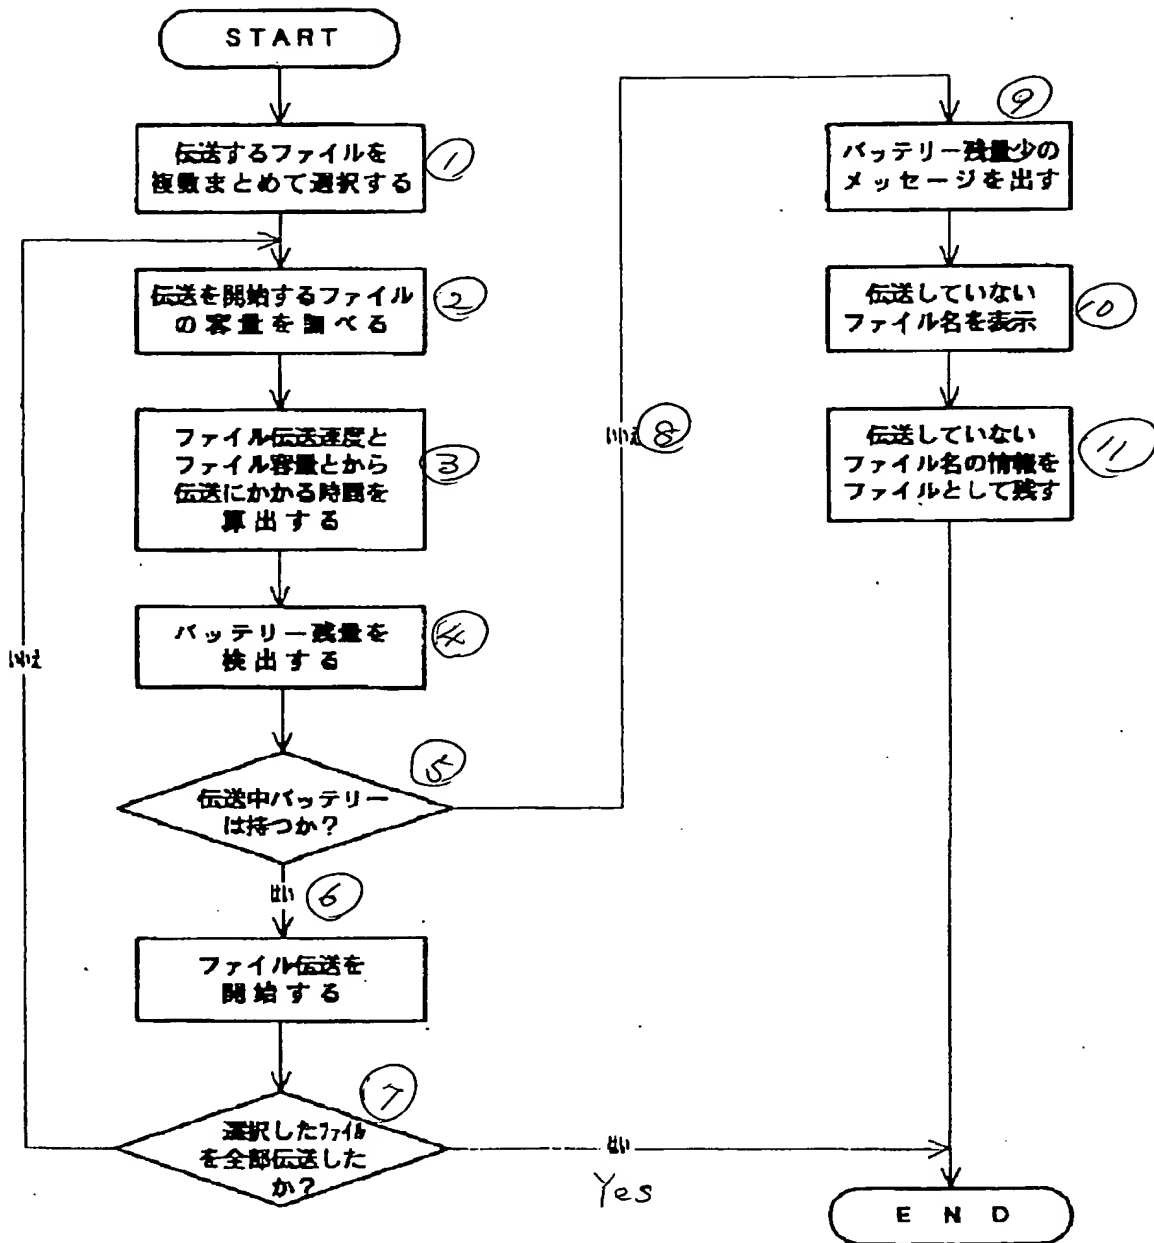 START
伝送するファイルを
複数まとめて選択する
①
伝送を開始するファイル
の容量を調べる
②
ファイル伝送速度と
ファイル容量とから
伝送にかかる時間を
算出する
③
バッテリー残量を
検出する
④
伝送中バッテリー
は持つか?
⑤
はい
⑥
ファイル伝送を
開始する
選択したファイル
を全部伝送した
か?
⑦
いいえ
はい
Yes
いいえ
⑧
バッテリー残量少の
メッセージを出す
⑨
伝送していない
ファイル名を表示
⑩
伝送していない
ファイル名の情報を
ファイルとして残す
⑪
END